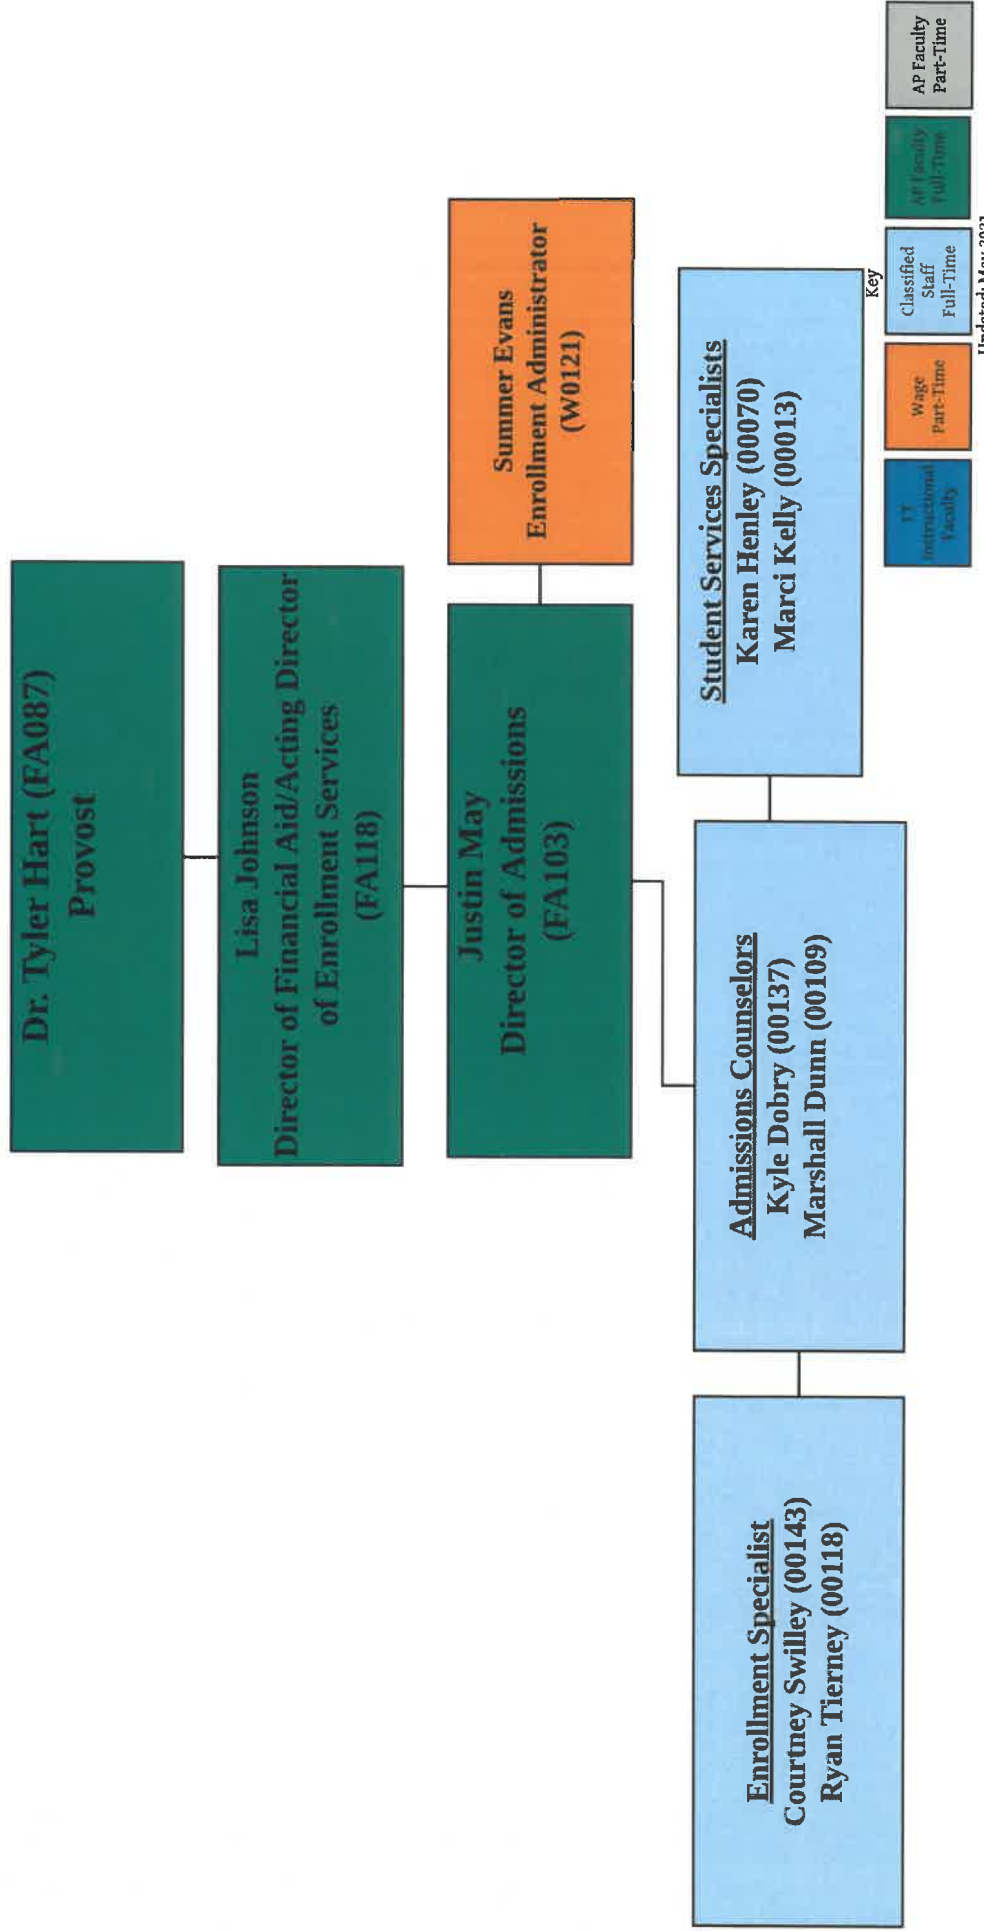 Dr. Tyler Hart (FA087)
Provost
Lisa Johnson
Director of Financial Aid/Acting Director
of Enrollment Services
(FA118)
Justin May
Director of Admissions
(FA103)
Summer Evans
Enrollment Administrator
(W0121)
Enrollment Specialist
Courtney Swilley (00143)
Ryan Tierney (00118)
Admissions Counselors
Kyle Dobry (00137)
Marshall Dunn (00109)
Student Services Specialists
Karen Henley (00070)
Marci Kelly (00013)
Key
Instructional
Faculty
Wage
Part-Time
Classified
Staff
Full-Time
AP Faculty
Full-Time
AP Faculty
Part-Time